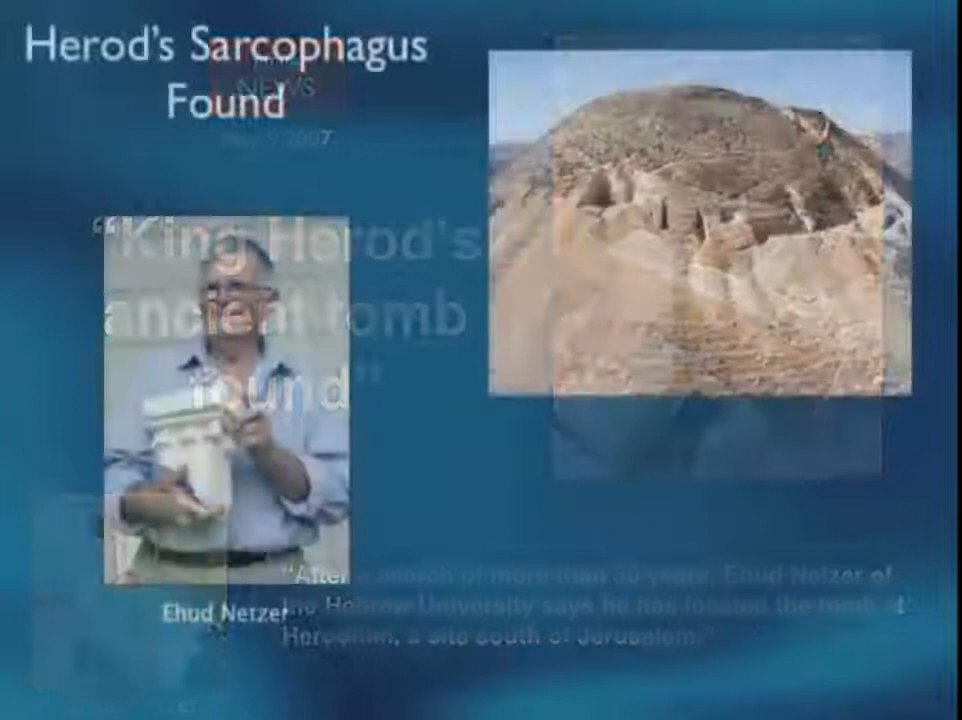 Herod's Sarcophagus
Found
NEWS
2007
"King Herod's
ancient tomb
found"
Ehud Netzer
"After a search of more than 30 years, Ehud Netzer of
the Hebrew University says he has located the tomb at
Herodium, a site south of Jerusalem."